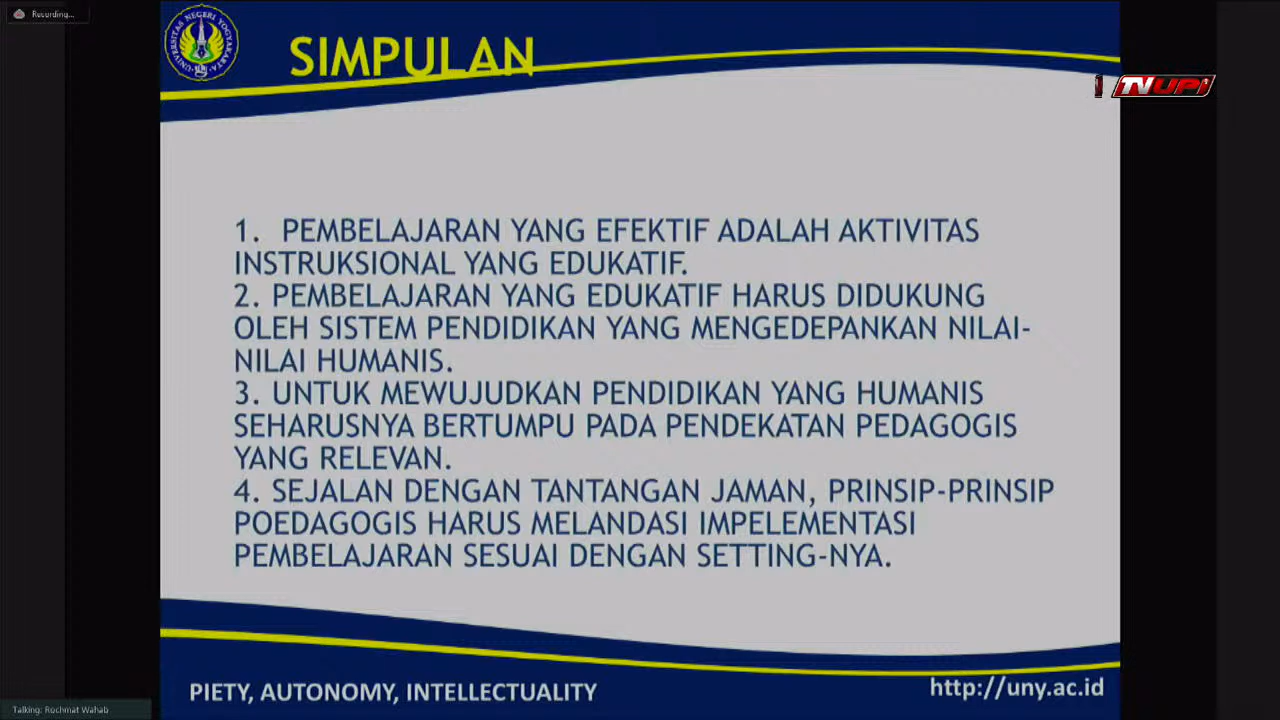 Recording...
UNIVERSITAS NEGERI YOGYAKARTA
SIMPULAN
TVUPI
1. PEMBELAJARAN YANG EFEKTIF ADALAH AKTIVITAS
INSTRUKSIONAL YANG EDUKATIF.
2. PEMBELAJARAN YANG EDUKATIF HARUS DIDUKUNG
OLEH SISTEM PENDIDIKAN YANG MENGEDEPANKAN NILAI-
NILAI HUMANIS.
3. UNTUK MEWUJUDKAN PENDIDIKAN YANG HUMANIS
SEHARUSNYA BERTUMPU PADA PENDEKATAN PEDAGOGIS
YANG RELEVAN.
4. SEJALAN DENGAN TANTANGAN JAMAN, PRINSIP-PRINSIP
POEDAGOGIS HARUS MELANDASI IMPELEMENTASI
PEMBELAJARAN SESUAI DENGAN SETTING-NYA.
PIETY, AUTONOMY, INTELLECTUALITY
http://uny.ac.id
Talking: Rochmat Wahab